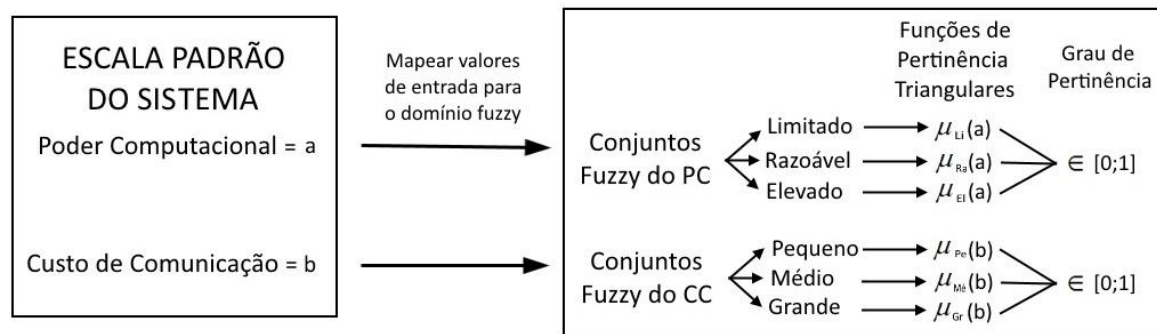 ESCALA PADRÃO
DO SISTEMA
Poder Computacional = a
Custo de Comunicação = b
Mapear valores
de entrada para
o domínio fuzzy
Funções de
Pertinência
Triangulares
Grau de
Pertinência
Conjuntos
Fuzzy do PC
Limitado
μLi(a)
Razoável
μRa(a)
Elevado
μEl(a)
∈ [0;1]
Conjuntos
Fuzzy do CC
Pequeno
μPe(b)
Médio
μMé(b)
Grande
μGr(b)
∈ [0;1]